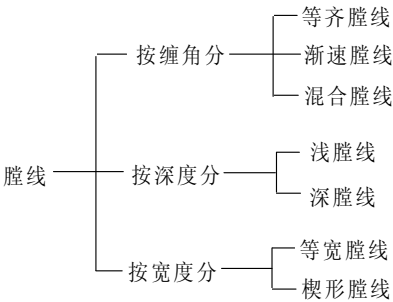 膛线
按缠角分
等齐膛线
渐速膛线
混合膛线
按深度分
浅膛线
深膛线
按宽度分
等宽膛线
楔形膛线